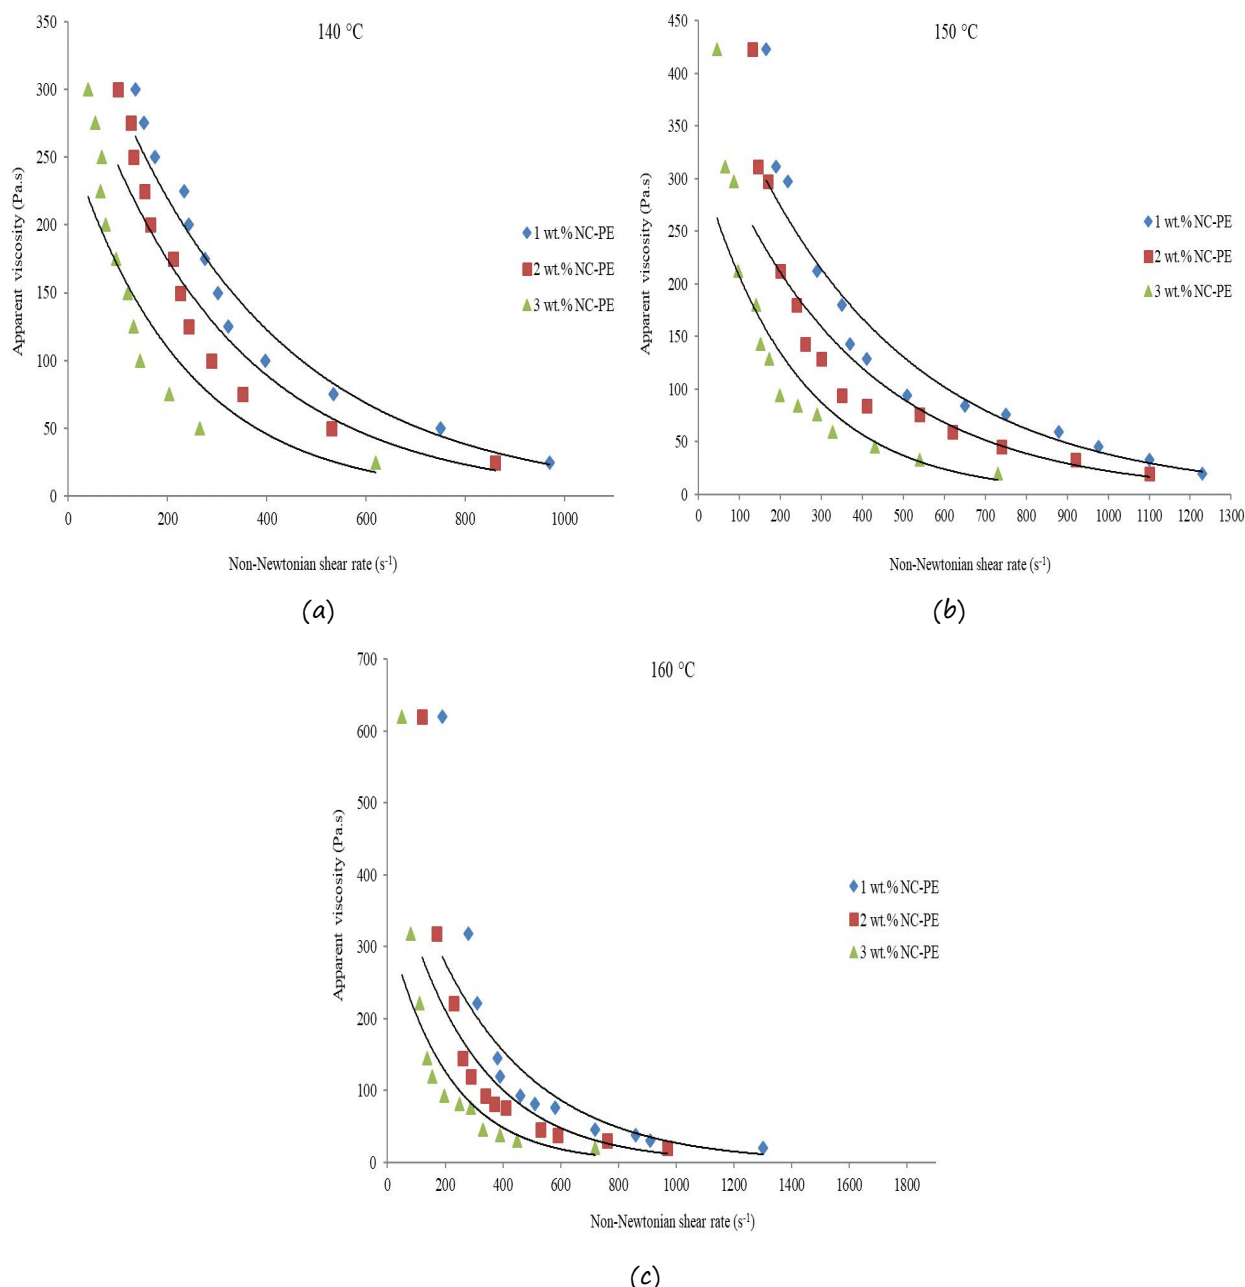 140 °C
350
300
250
200
150
100
50
0
Apparent viscosity (Pa.s)
1 wt.% NC-PE
2 wt.% NC-PE
3 wt.% NC-PE
0 200 400 600 800 1000
Non-Newtonian shear rate (s-1)
(a)
150 °C
450
400
350
300
250
200
150
100
50
0
Apparent viscosity (Pa.s)
1 wt.% NC-PE
2 wt.% NC-PE
3 wt.% NC-PE
0 100 200 300 400 500 600 700 800 900 1000 1100 1200 1300
Non-Newtonian shear rate (s-1)
(b)
160 °C
700
600
500
400
300
200
100
0
Apparent viscosity (Pa.s)
1 wt.% NC-PE
2 wt.% NC-PE
3 wt.% NC-PE
0 200 400 600 800 1000 1200 1400 1600 1800
Non-Newtonian shear rate (s-1)
(c)